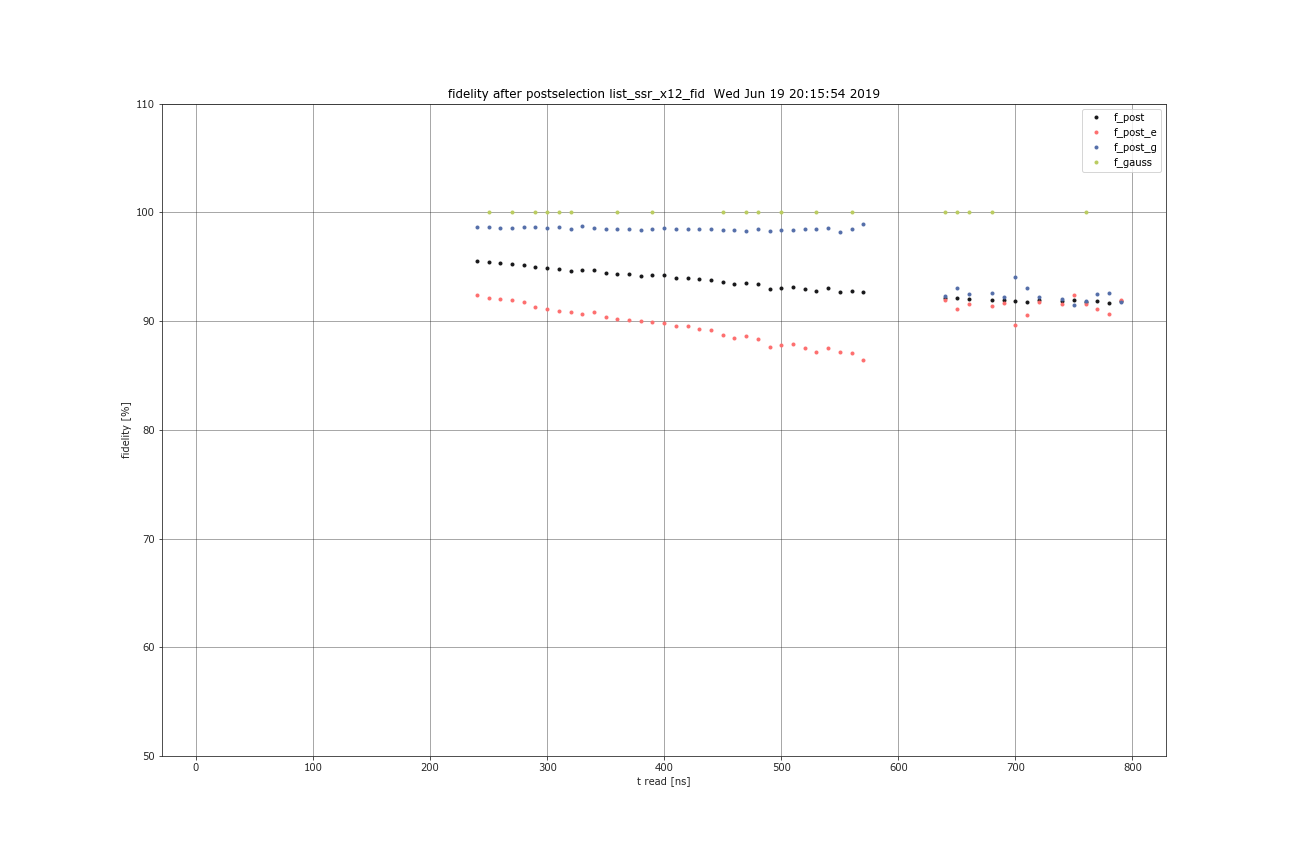 fidelity after postselection list_ssr_x12_fid  Wed Jun 19 20:15:54 2019
110
100
90
80
70
60
50
fidelity [%]
f_post
f_post_e
f_post_g
f_gauss
0 100 200 300 400 500 600 700 800
t read [ns]